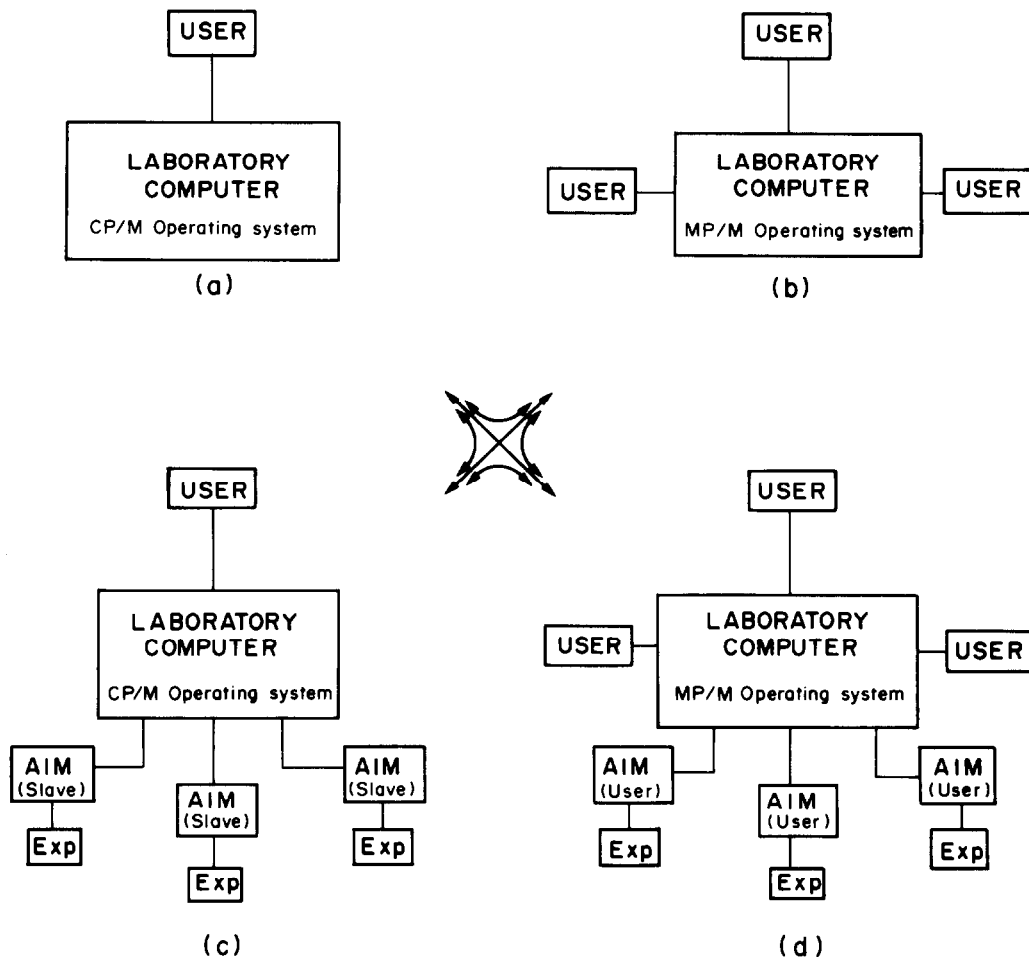 USER
LABORATORY
COMPUTER
CP/M Operating system
(a)
USER
USER
LABORATORY
COMPUTER
MP/M Operating system
USER
(b)
USER
LABORATORY
COMPUTER
CP/M Operating system
AIM
(Slave)
Exp
AIM
(Slave)
Exp
AIM
(Slave)
Exp
(c)
USER
USER
LABORATORY
COMPUTER
MP/M Operating system
USER
AIM
(User)
Exp
AIM
(User)
Exp
AIM
(User)
Exp
(d)